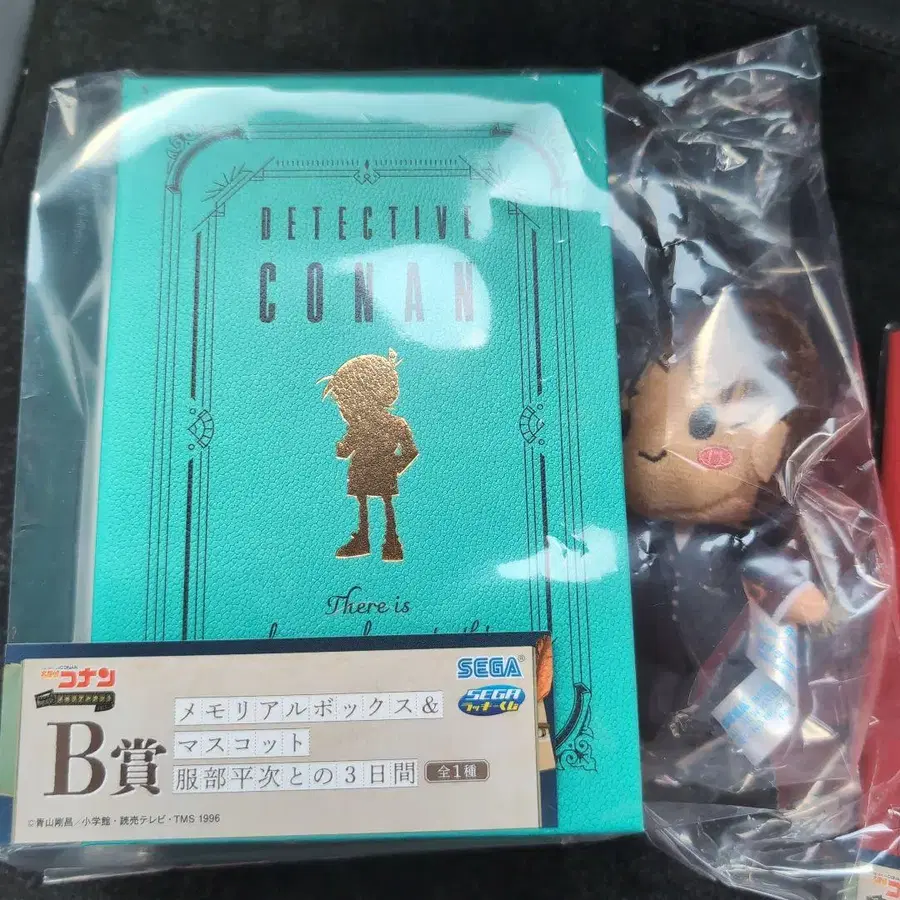 DETECTIVE
CONAN
There is
コナン
SEGA®
SEGA
ラッキーくじ
B賞
メモリアルボックス&
マスコット
服部平次との3日間
全1種
©青山剛昌／小学館・読売テレビ・TMS 1996